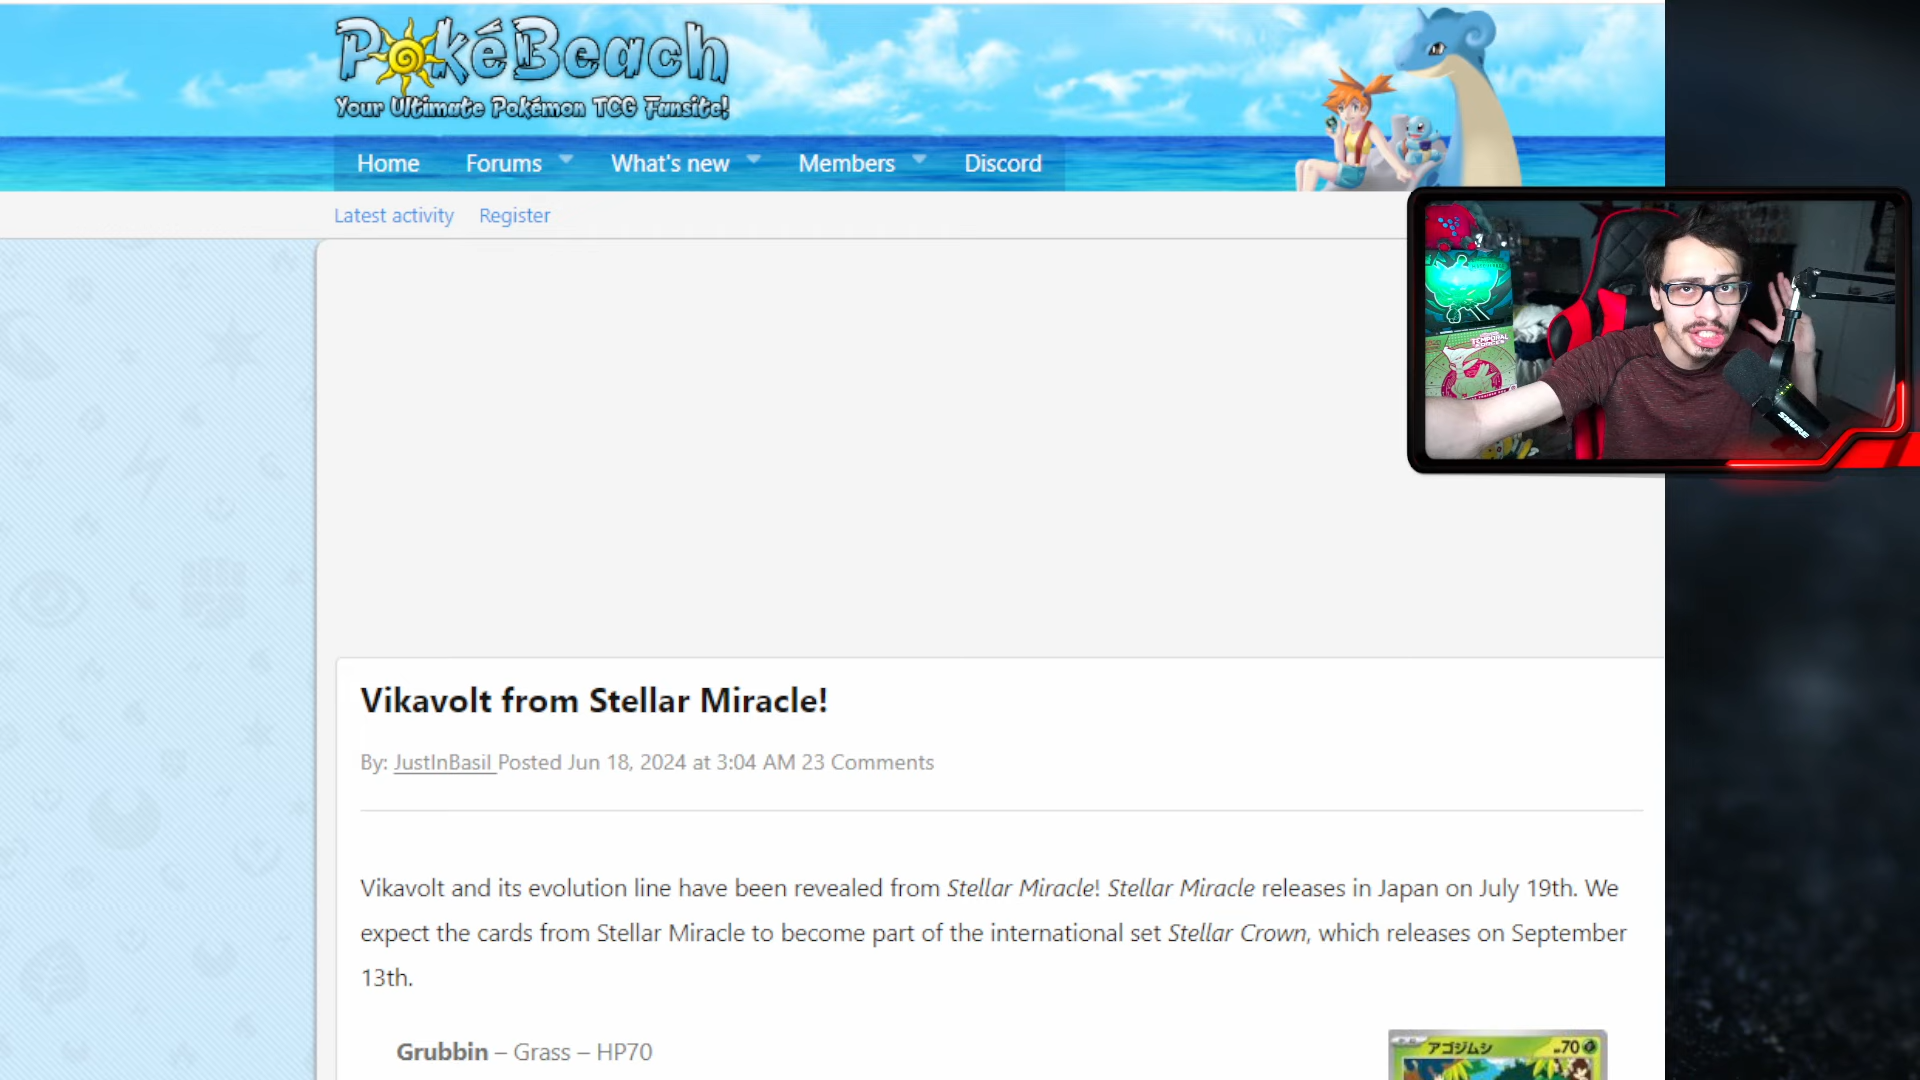 PokéBeach
Your Ultimate Pokémon TCG Fansite!
Home Forums What's new Members Discord
Latest activity Register
TEMPORAL FORCES
SHURE
Vikavolt from Stellar Miracle!
By: JustInBasil Posted Jun 18, 2024 at 3:04 AM 23 Comments
Vikavolt and its evolution line have been revealed from Stellar Miracle! Stellar Miracle releases in Japan on July 19th. We
expect the cards from Stellar Miracle to become part of the international set Stellar Crown, which releases on September
13th.
Grubbin – Grass – HP70
アゴジムシ HP70